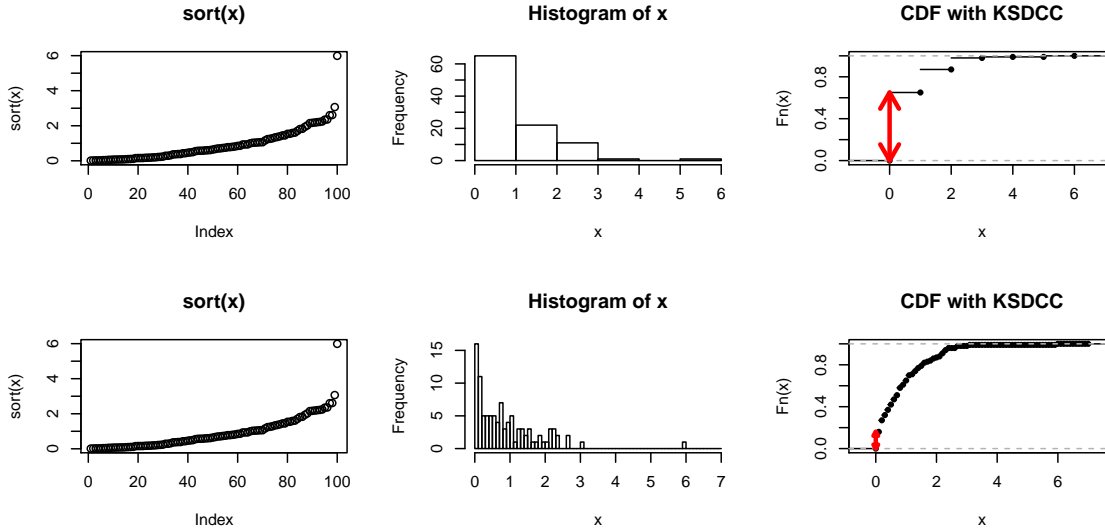 sort(x)
sort(x)
0 2 4 6
0 20 40 60 80 100
Index
Histogram of x
Frequency
0 20 40 60
0 1 2 3 4 5 6
x
CDF with KSDCC
Fn(x)
0.0 0.4 0.8
0 2 4 6
x
sort(x)
sort(x)
0 2 4 6
0 20 40 60 80 100
Index
Histogram of x
Frequency
0 5 10 15
0 1 2 3 4 5 6 7
x
CDF with KSDCC
Fn(x)
0.0 0.4 0.8
0 2 4 6
x